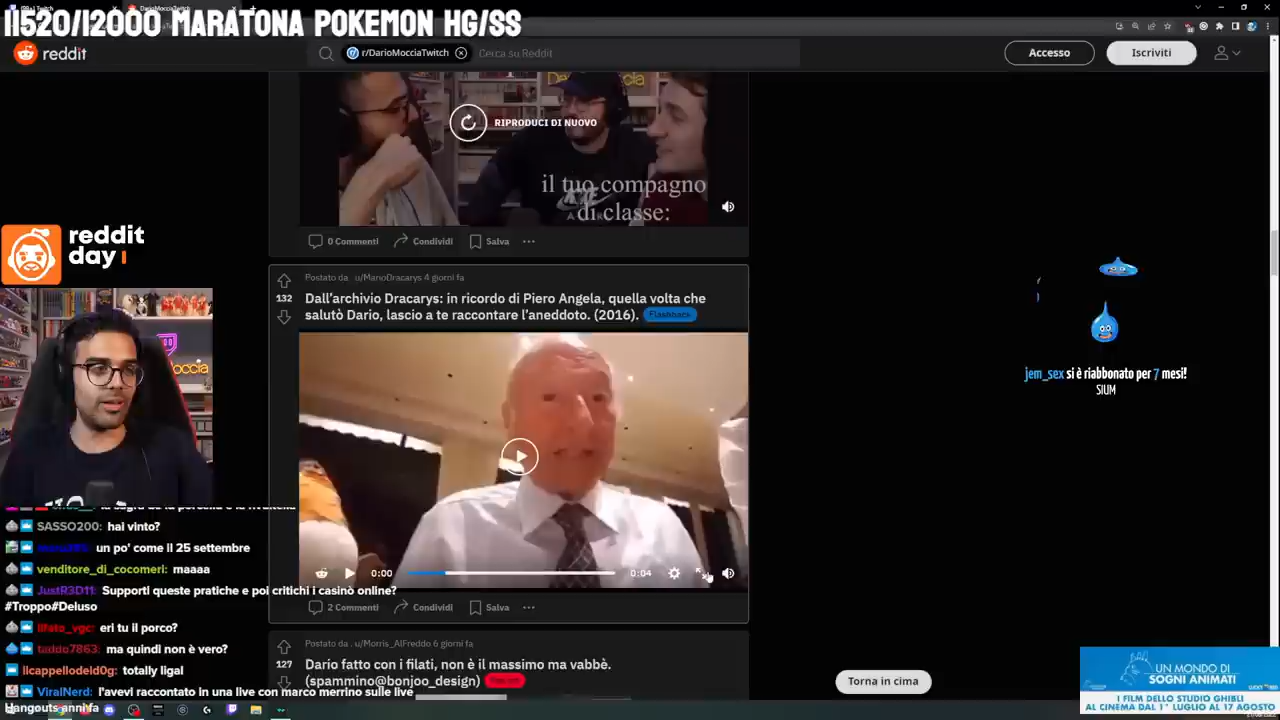 11520/12000 MARATONA POKEMON HG/SS
reddit
r/DarioMocciaTwitch
Cerca su Reddit
Accesso
Iscriviti
RIPRODUCI DI NUOVO
il tuo compagno
di classe:
0 Commenti
Condividi
Salva
reddit
day
Postato da u/MarioDracarys 4 giorni fa
132
Dall'archivio Dracarys: in ricordo di Piero Angela, quella volta che
salutò Dario, lascio a te raccontare l'aneddoto. (2016).
Flashback
occia
0:00
0:04
2 Commenti
Condividi
Salva
Postato da u/Morris_AlFreddo 6 giorni fa
127
Dario fatto con i filati, non è il massimo ma vabbè.
(spammino@bonjoo_design)
SASSO200: hai vinto?
un po' come il 25 settembre
venditore_di_cocomeri: maaaa
JustR3D11: Supporti queste pratiche e poi critichi i casinò online?
#Troppo#Deluso
lifato_vgc: eri tu il porco?
taddo7863: ma quindi non è vero?
ilcappellodeld0g: totally ligal
ViralNerd: l'avevi raccontato in una live con marco merrino sulle live
Hangouts anni fa
jem_sex si è riabbonato per 7 mesi!
SIUM
Torna in cima
UN MONDO DI
SOGNI ANIMATI
I FILM DELLO STUDIO GHIBLI
AL CINEMA DAL 1° LUGLIO AL 17 AGOSTO